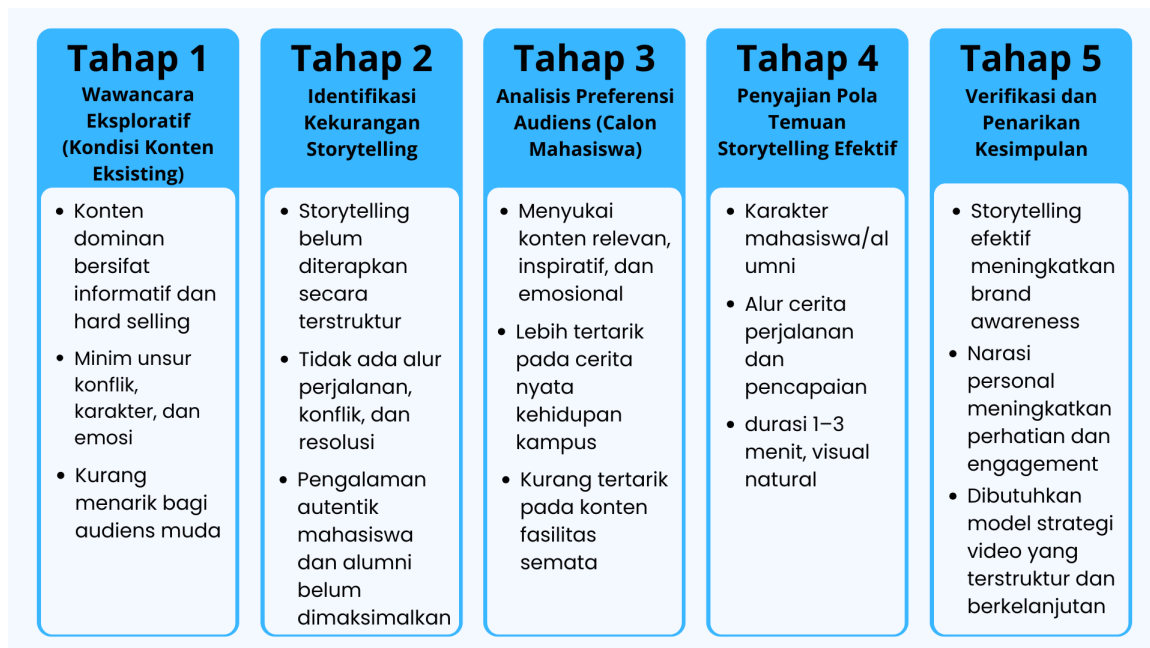 Tahap 1
Wawancara
Eksploratif
(Kondisi Konten
Eksisting)
• Konten
dominan
bersifat
informatif dan
hard selling
• Minim unsur
konflik,
karakter, dan
emosi
• Kurang
menarik bagi
audiens muda
Tahap 2
Identifikasi
Kekurangan
Storytelling
• Storytelling
belum
diterapkan
secara
terstruktur
• Tidak ada alur
perjalanan,
konflik, dan
resolusi
• Pengalaman
autentik
mahasiswa
dan alumni
belum
dimaksimalkan
Tahap 3
Analisis Preferensi
Audiens (Calon
Mahasiswa)
• Menyukai
konten relevan,
inspiratif, dan
emosional
• Lebih tertarik
pada cerita
nyata
kehidupan
kampus
• Kurang tertarik
pada konten
fasilitas
semata
Tahap 4
Penyajian Pola
Temuan
Storytelling Efektif
• Karakter
mahasiswa/al
umni
• Alur cerita
perjalanan
dan
pencapaian
• durasi 1–3
menit, visual
natural
Tahap 5
Verifikasi dan
Penarikan
Kesimpulan
• Storytelling
efektif
meningkatkan
brand
awareness
• Narasi
personal
meningkatkan
perhatian dan
engagement
• Dibutuhkan
model strategi
video yang
terstruktur dan
berkelanjutan